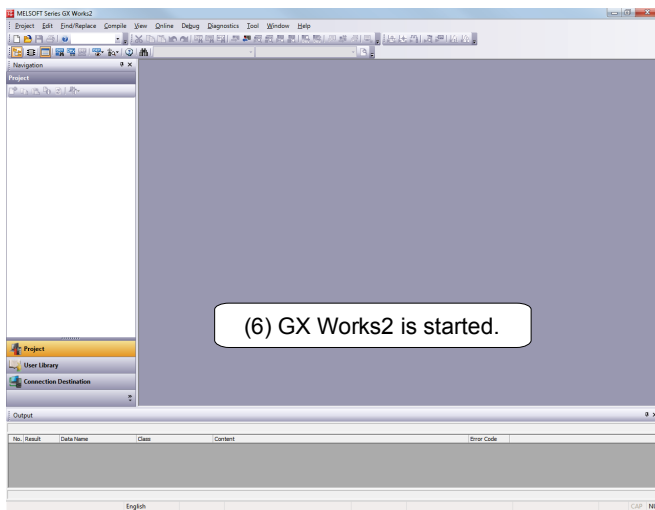 MELSOFT Series GX Works2
Project Edit Find/Replace Compile View Online Debug Diagnostics Tool Window Help
Navigation
Project
(6) GX Works2 is started.
Project
User Library
Connection Destination
Output
No. Result Data Name Class Content Error Code
English CAP